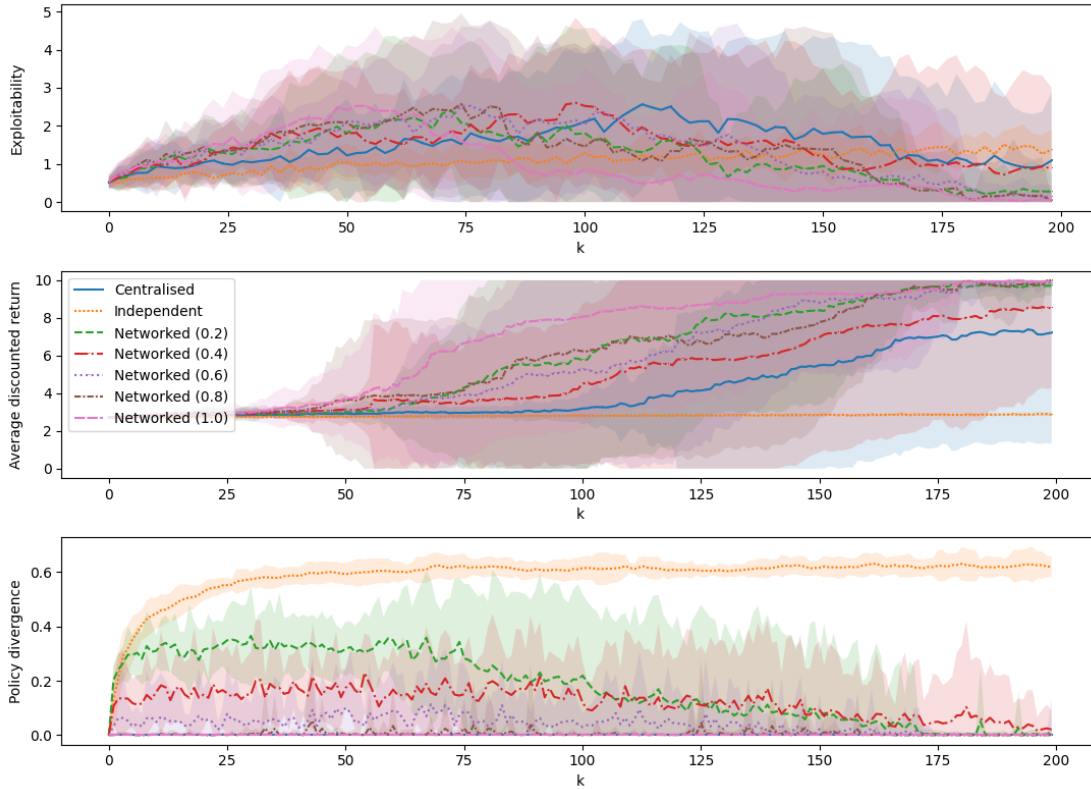 5
4
3
2
1
0
Exploitability
0 25 50 75 100 125 150 175 200
k
10
8
6
4
2
0
Average discounted return
Centralised
Independent
Networked (0.2)
Networked (0.4)
Networked (0.6)
Networked (0.8)
Networked (1.0)
0 25 50 75 100 125 150 175 200
k
0.6
0.4
0.2
0.0
Policy divergence
0 25 50 75 100 125 150 175 200
k